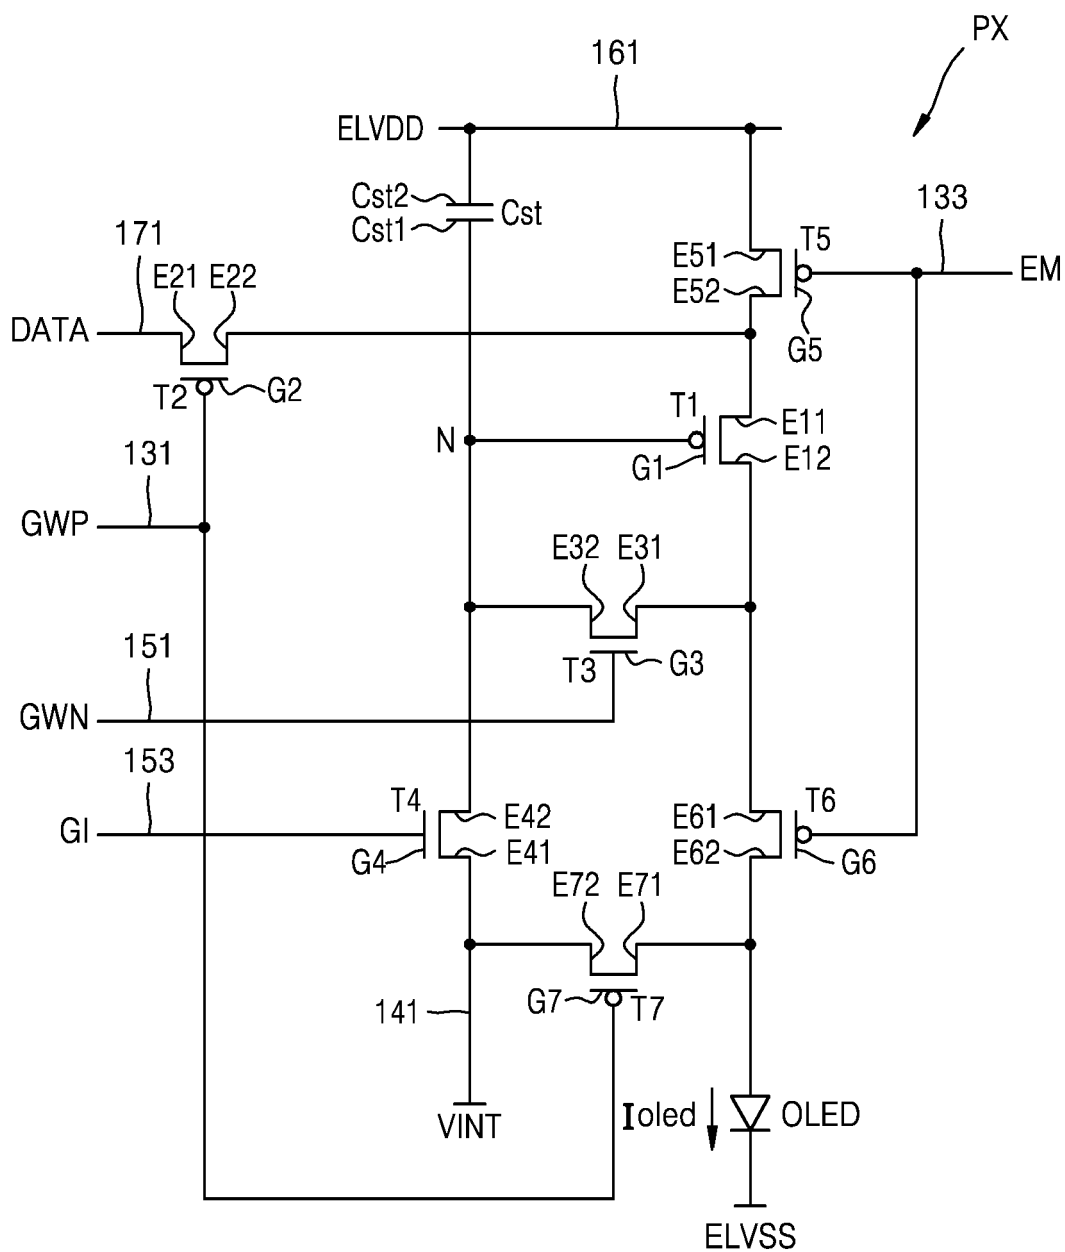 PX
161
ELVDD
Cst2
Cst1
Cst
133
171
T5
E51
E21
E22
EM
E52
DATA
G5
T2
G2
T1
E11
N
131
G1
E12
GWP
E32
E31
151
T3
G3
GWN
153
T4
T6
E42
E61
GI
G4
E41
E62
G6
E72
E71
G7
T7
141
Ioled
OLED
VINT
ELVSS